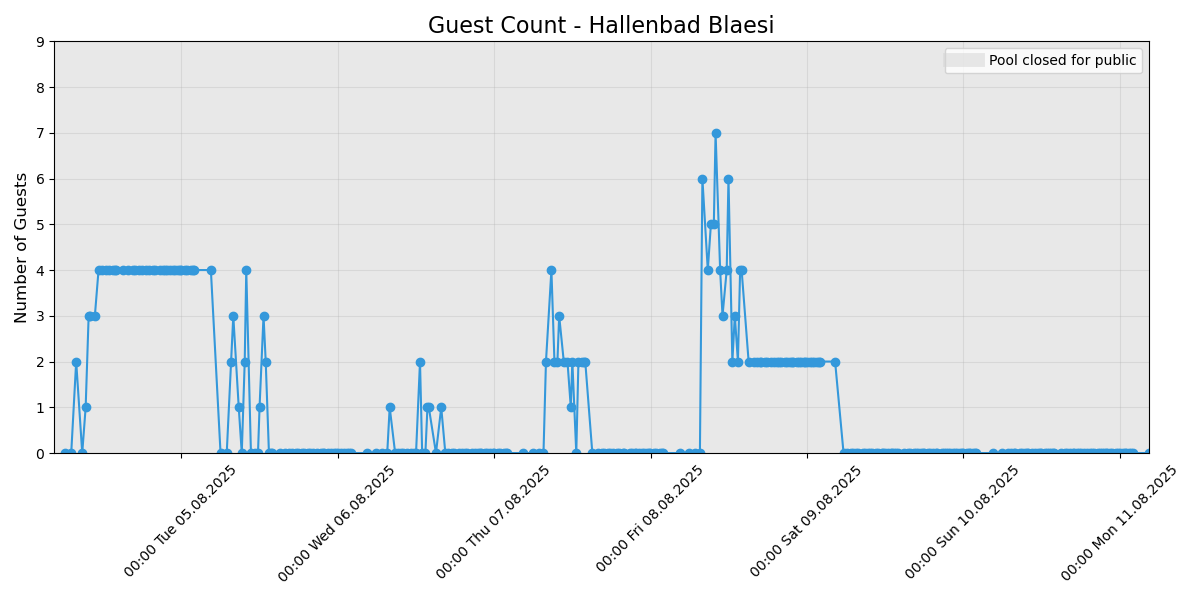 Guest Count - Hallenbad Blaesi
Pool closed for public
Number of Guests
9
8
7
6
5
4
3
2
1
0
00:00 Tue 05.08.2025
00:00 Wed 06.08.2025
00:00 Thu 07.08.2025
00:00 Fri 08.08.2025
00:00 Sat 09.08.2025
00:00 Sun 10.08.2025
00:00 Mon 11.08.2025